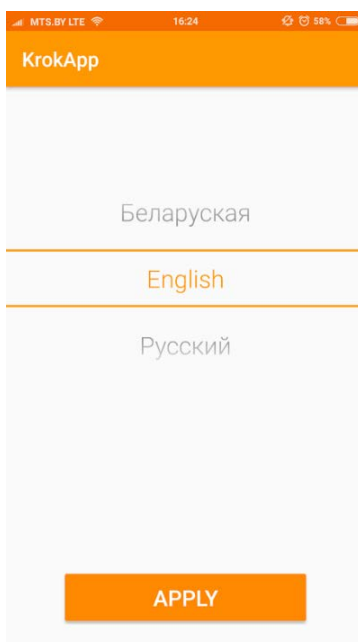 MTS.BY LTE 16:24 58%
KrokApp
Беларуская
English
Русский
APPLY